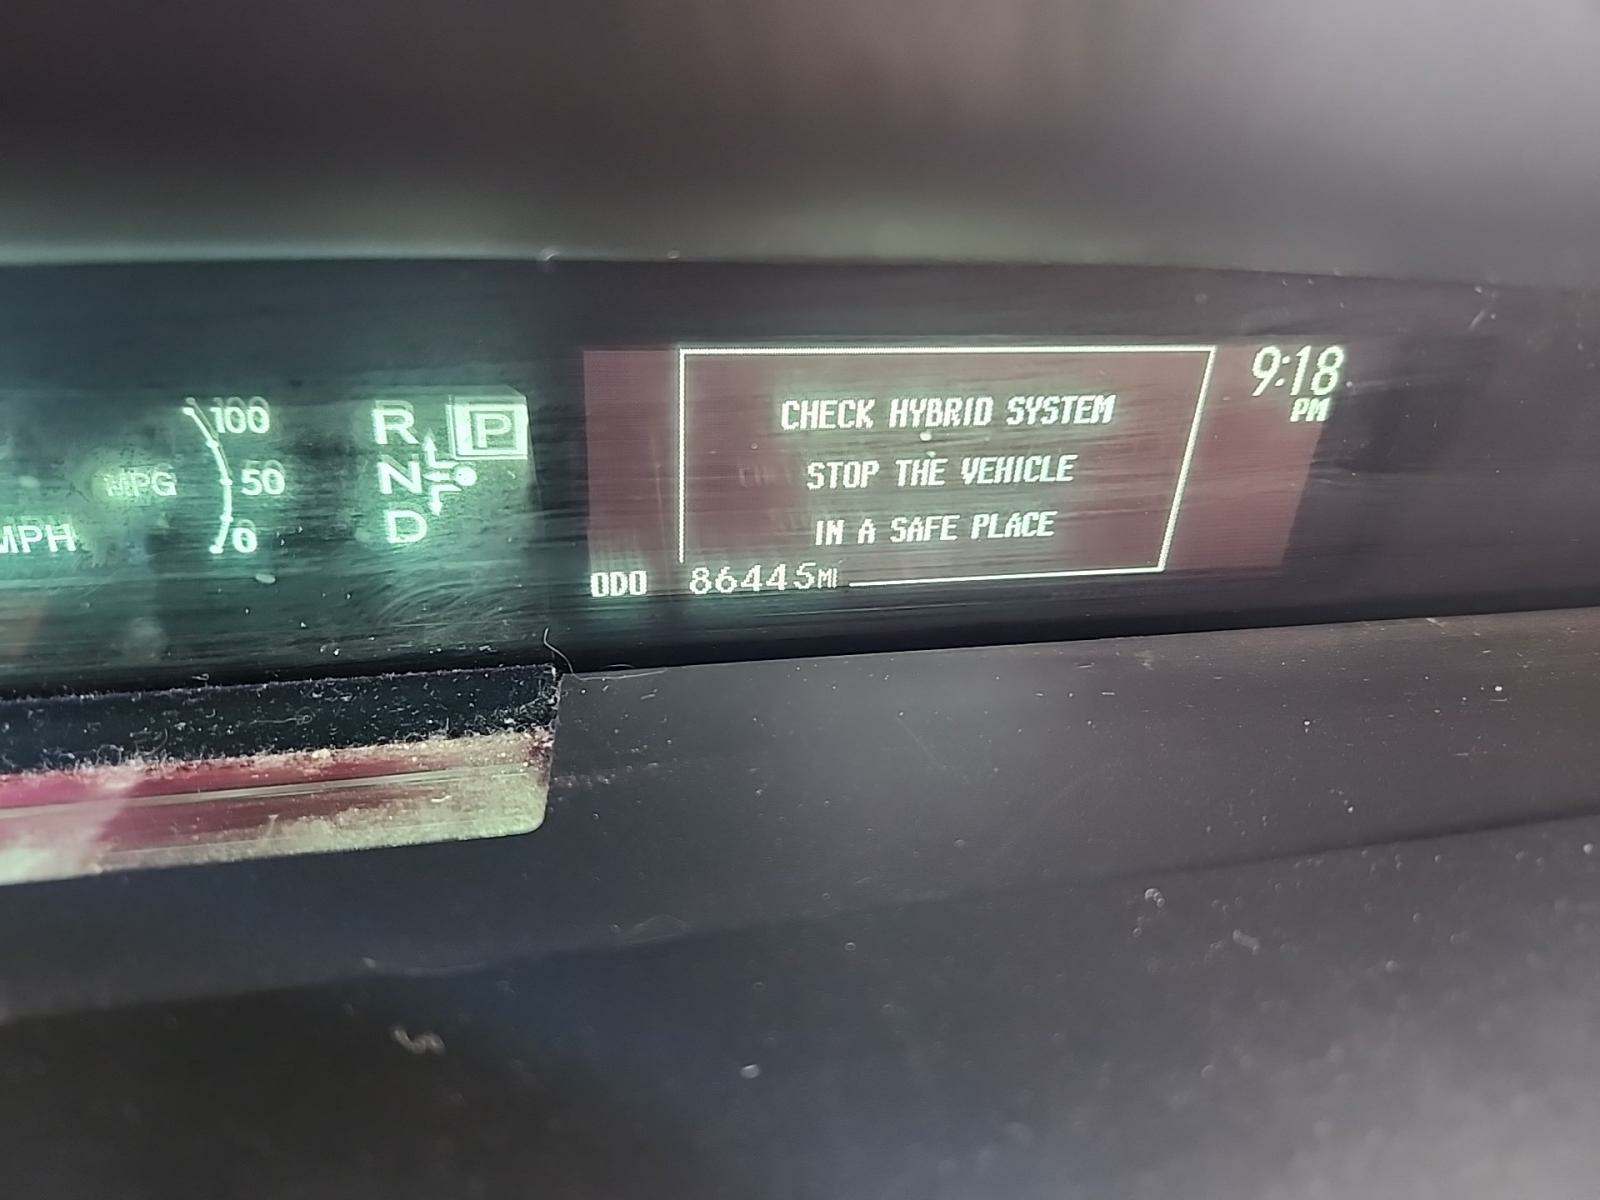 100
50
0
MPG
MPH
R
N
D
P
CHECK HYBRID SYSTEM
STOP THE VEHICLE
IN A SAFE PLACE
9:18
PM
ODO 86445MI